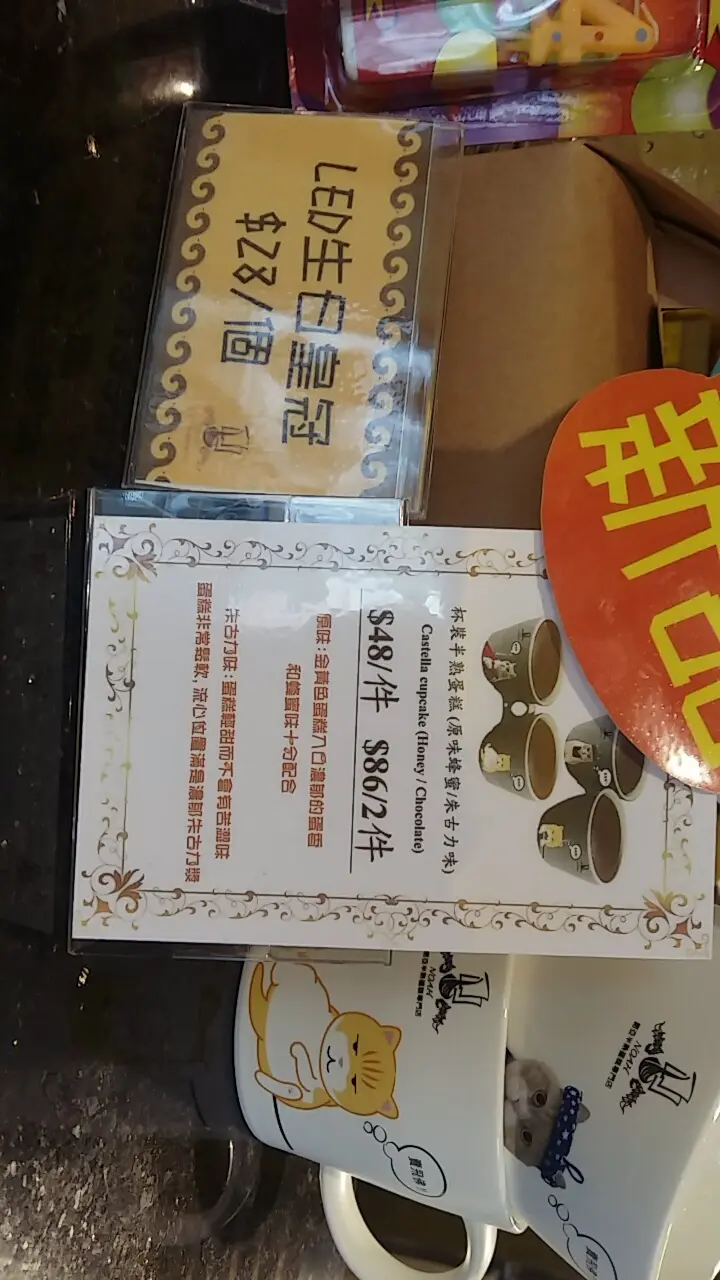 LED生日皇冠
$28/個
新品
杯裝半熟蛋糕(原味蜂蜜/朱古力味)
Castella cupcake (Honey / Chocolate)
$48/件 $86/2件
原味:金黃色蛋糕入口濃郁的蛋香
和蜂蜜味十分配合
朱古力味:蛋糕輕甜而不會有苦澀味
蛋糕非常鬆軟, 流心位置滿是濃郁朱古力漿
NOAH
NOAH